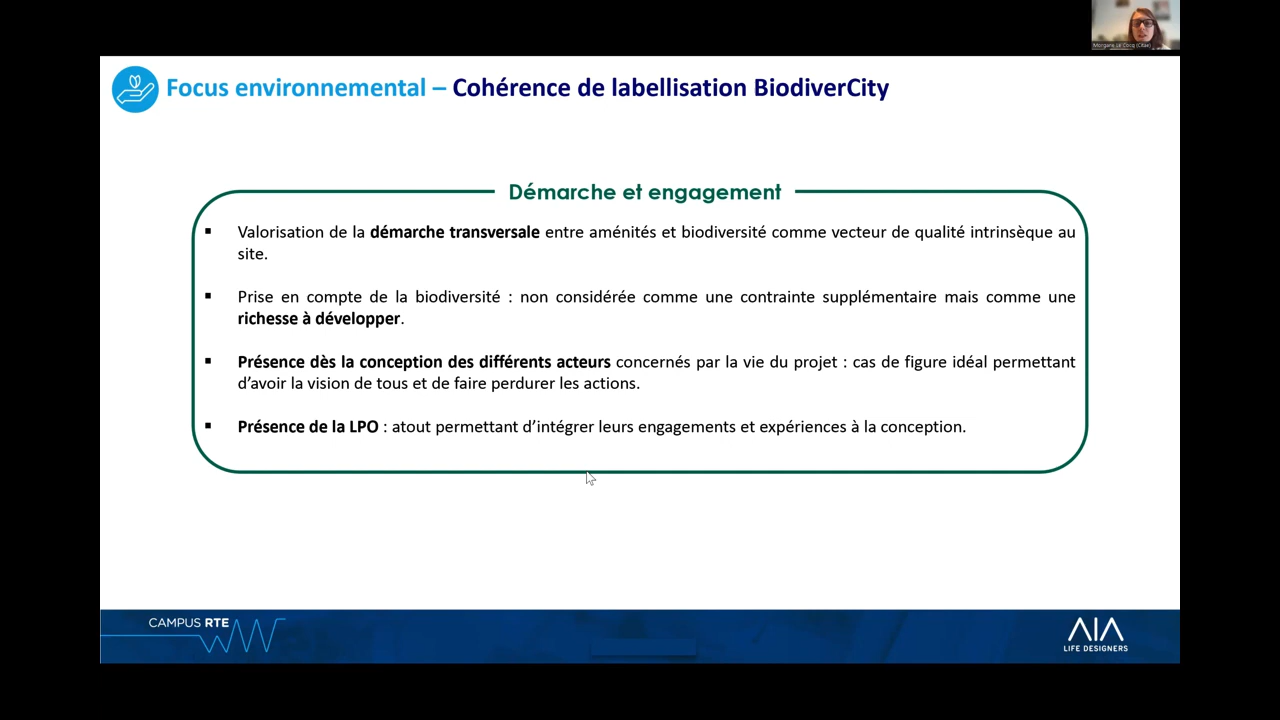 Morgane Le Cocq (Citae)
Focus environnemental – Cohérence de labellisation BiodiverCity
Démarche et engagement
▪ Valorisation de la démarche transversale entre aménités et biodiversité comme vecteur de qualité intrinsèque au
site.
▪ Prise en compte de la biodiversité : non considérée comme une contrainte supplémentaire mais comme une
richesse à développer.
▪ Présence dès la conception des différents acteurs concernés par la vie du projet : cas de figure idéal permettant
d’avoir la vision de tous et de faire perdurer les actions.
▪ Présence de la LPO : atout permettant d’intégrer leurs engagements et expériences à la conception.
CAMPUS RTE
AIA
LIFE DESIGNERS